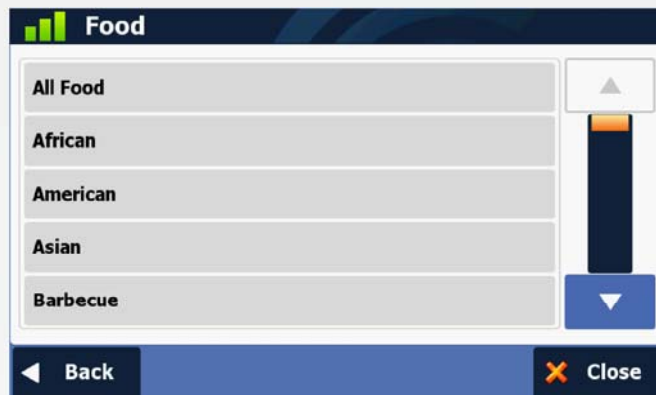 Food
All Food
African
American
Asian
Barbecue
Back
Close